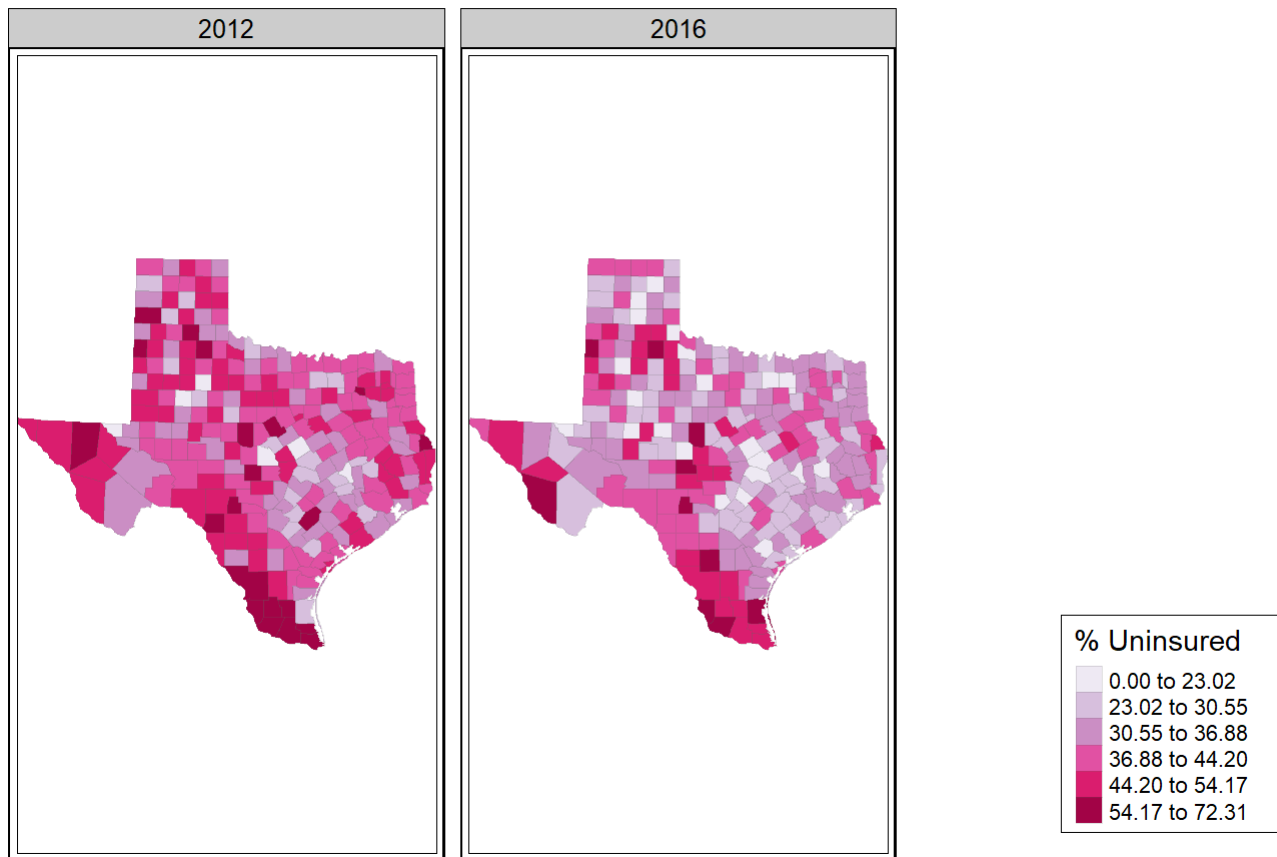 2012
2016
% Uninsured
0.00 to 23.02
23.02 to 30.55
30.55 to 36.88
36.88 to 44.20
44.20 to 54.17
54.17 to 72.31